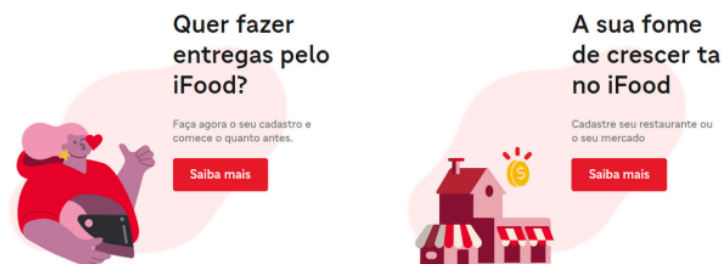 Quer fazer
entregas pelo
iFood?
Faça agora o seu cadastro e
comece o quanto antes.
Saiba mais
A sua fome
de crescer ta
no iFood
Cadastre seu restaurante ou
o seu mercado
Saiba mais